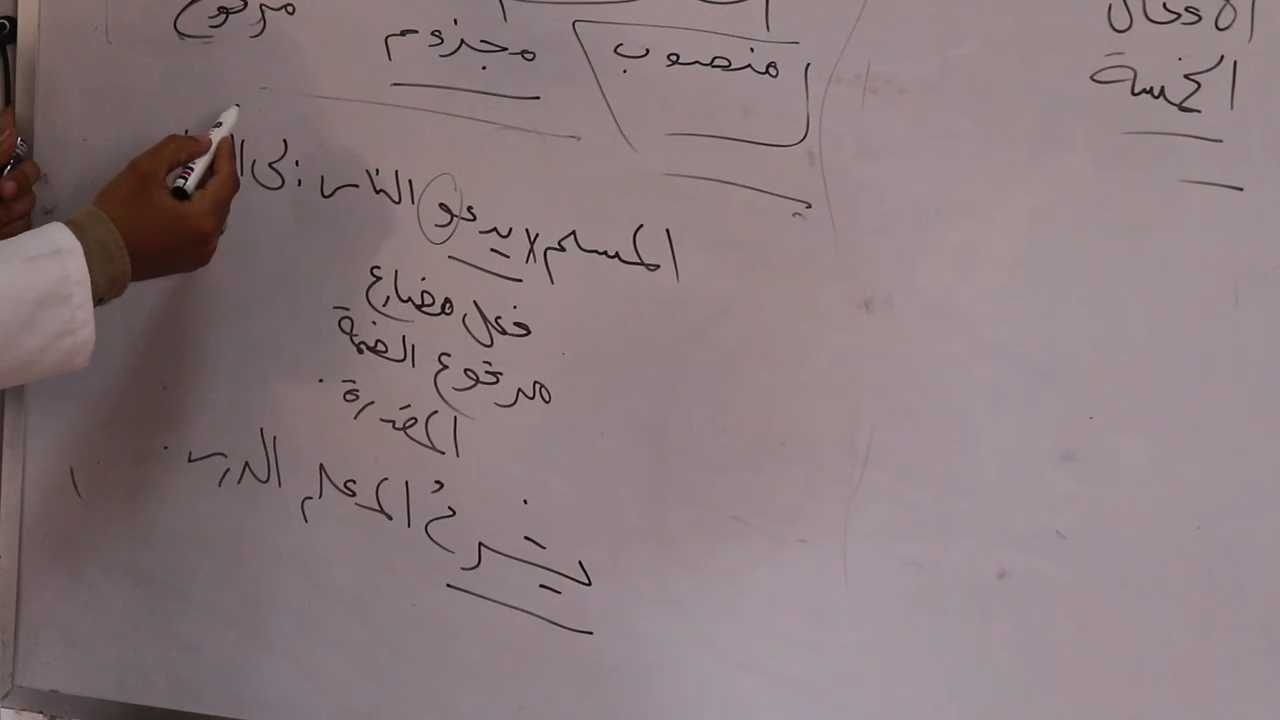 الأفعال
الخمسة
منصوب
مجزوم
مرفوع
المسلم لا يدعو الناس إلى
فعل مضارع
مرفوع الضمة
المقدرة
يشرحُ المعلم الدرس